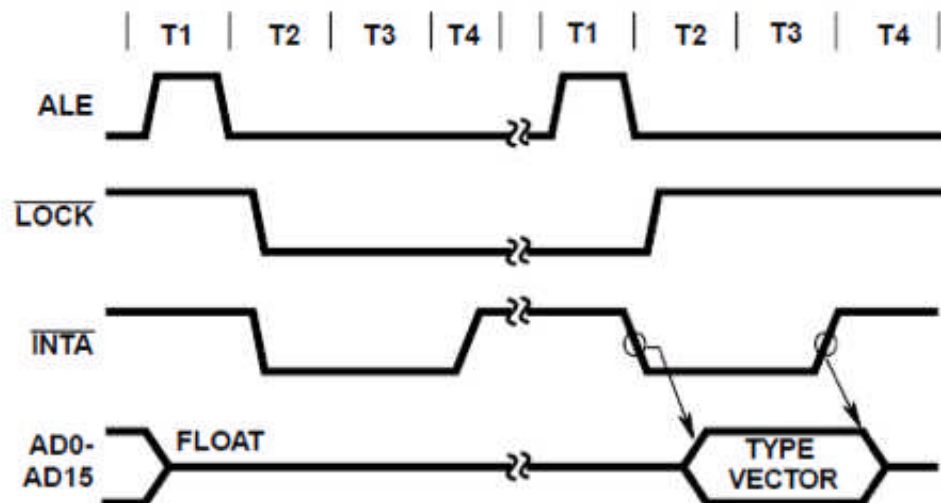 T1 T2 T3 T4 T1 T2 T3 T4
ALE
LOCK
INTA
AD0-
AD15
FLOAT
TYPE
VECTOR